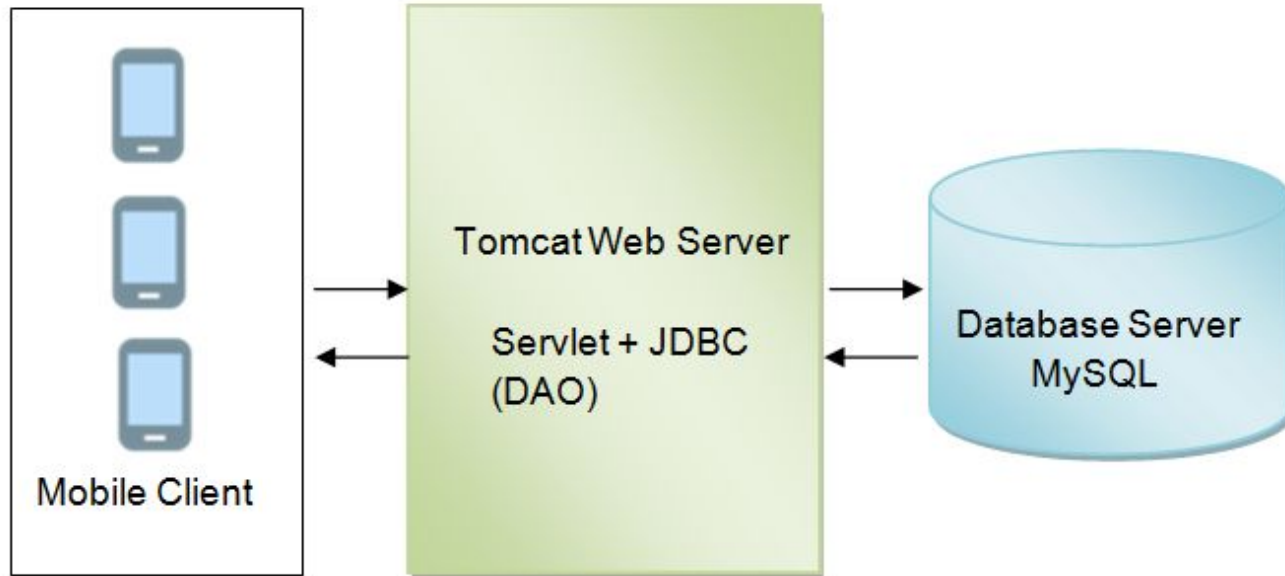 Mobile Client
Tomcat Web Server
Servlet + JDBC
(DAO)
Database Server
MySQL